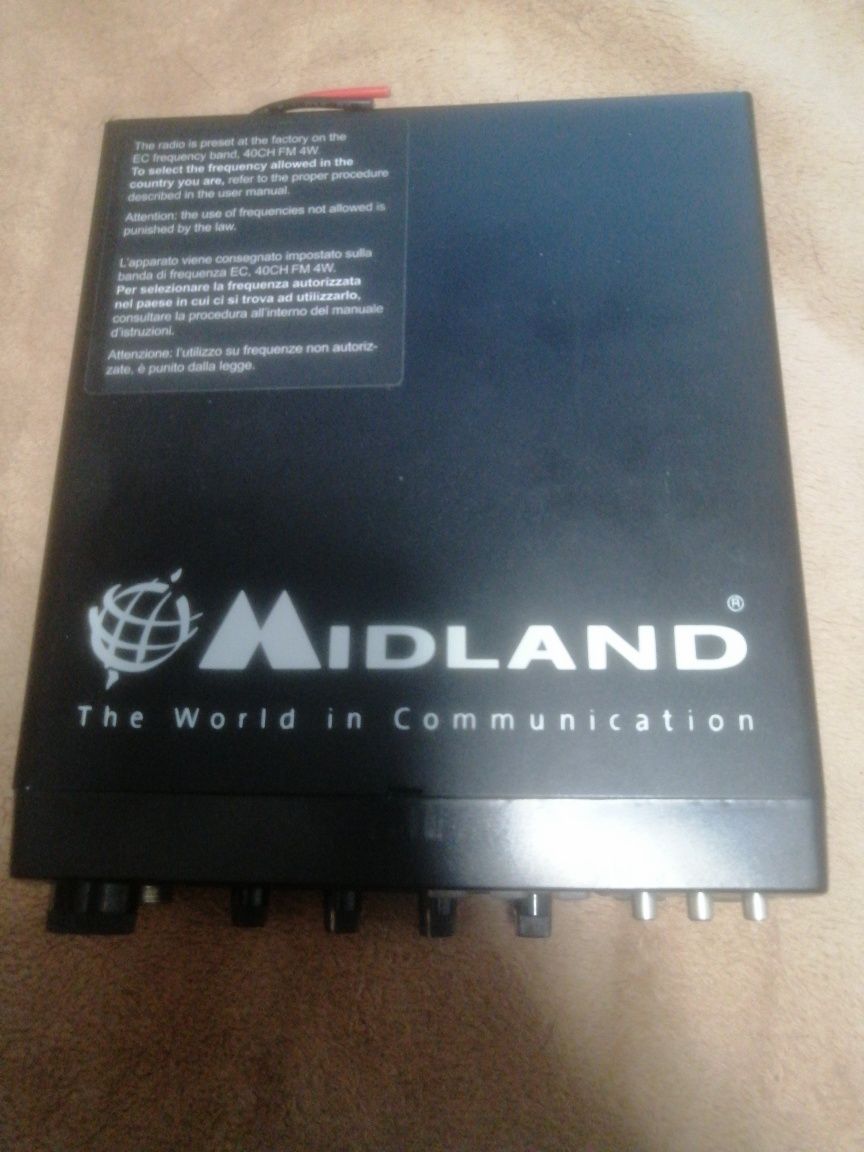 The radio is preset at the factory on the
EC frequency band, 40CH FM 4W.
To select the frequency allowed in the
country you are, refer to the proper procedure
described in the user manual.
Attention: the use of frequencies not allowed is
punished by the law.
L'apparato viene consegnato impostato sulla
banda di frequenza EC, 40CH FM 4W.
Per selezionare la frequenza autorizzata
nel paese in cui ci si trova ad utilizzarlo,
consultare la procedura all'interno del manuale
d'istruzioni.
Attenzione: l'utilizzo su frequenze non autoriz-
zate, è punito dalla legge.
MIDLAND®
The World in Communication